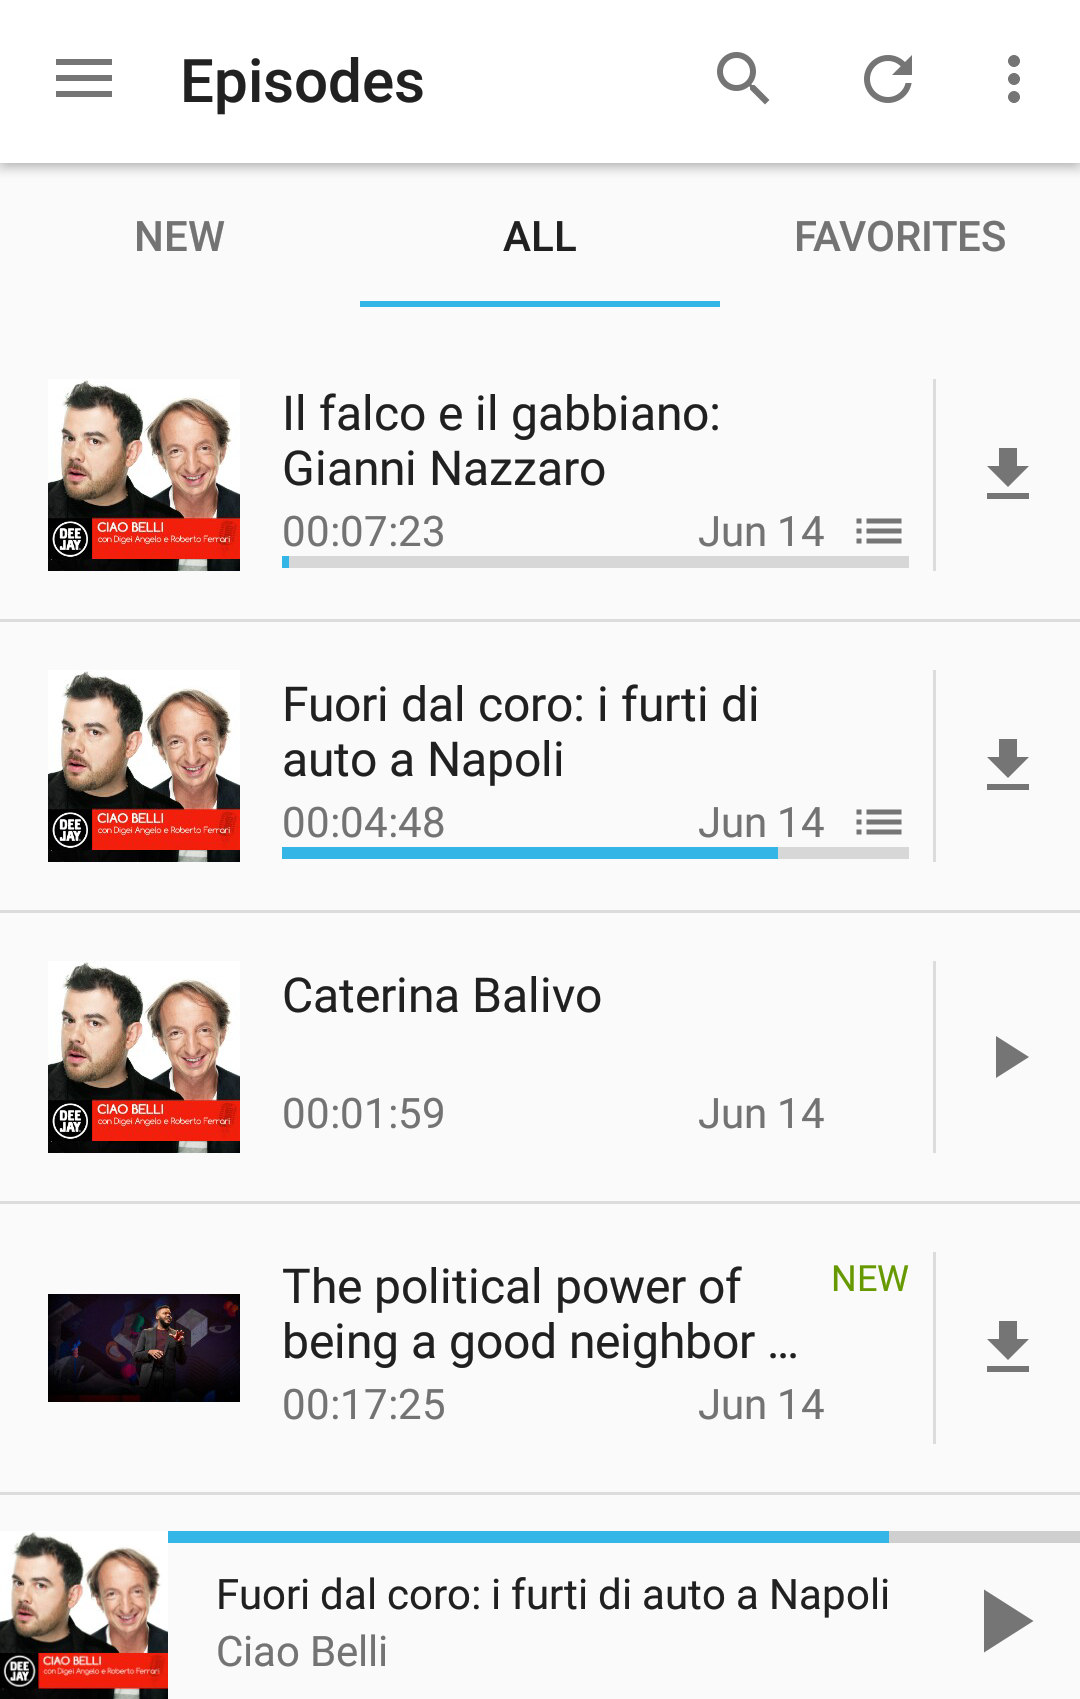 Episodes
NEW
ALL
FAVORITES
Il falco e il gabbiano:
Gianni Nazzaro
00:07:23
Jun 14
DEE
JAY
CIAO BELLI
con Digei Angelo e Roberto Ferrari
Fuori dal coro: i furti di
auto a Napoli
00:04:48
Jun 14
DEE
JAY
CIAO BELLI
con Digei Angelo e Roberto Ferrari
Caterina Balivo
00:01:59
Jun 14
DEE
JAY
CIAO BELLI
con Digei Angelo e Roberto Ferrari
The political power of
being a good neighbor ...
NEW
00:17:25
Jun 14
Fuori dal coro: i furti di auto a Napoli
Ciao Belli
DEE
JAY
CIAO BELLI
con Digei Angelo e Roberto Ferrari